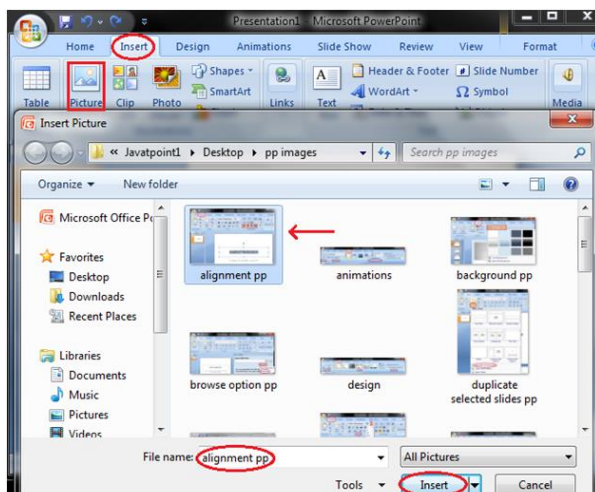 Presentation1 Microsoft PowerPoint
Home Insert Design Animations Slide Show Review View Format
Shapes Header & Footer Slide Number
SmartArt WordArt Symbol
Table Picture Clip Photo Links Text Media
Insert Picture
« Javatpoint1 Desktop pp images Search pp images
Organize New folder
Microsoft Office
Favorites
Desktop
Downloads
Recent Places
Libraries
Documents
Music
Pictures
Videos
alignment pp animations background pp
browse option pp design duplicate
selected slides pp
File name: alignment pp All Pictures
Tools Insert Cancel